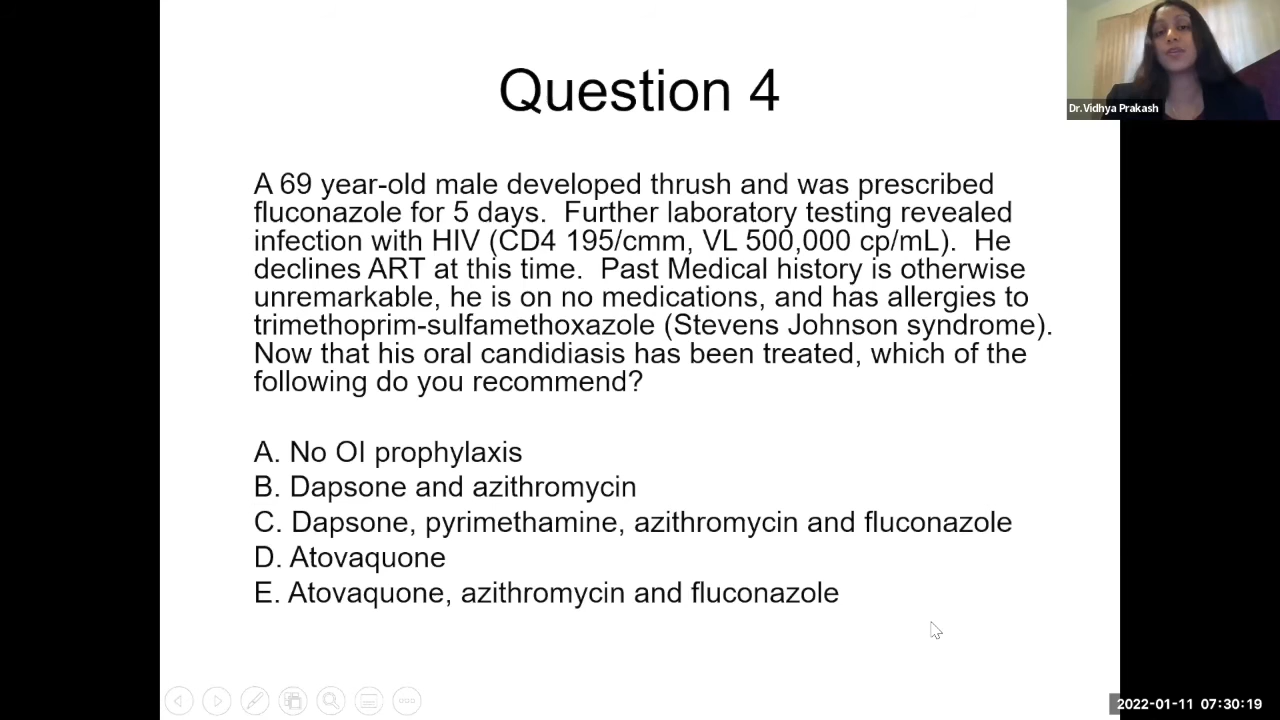 Dr.Vidhya Prakash
Question 4
A 69 year-old male developed thrush and was prescribed
fluconazole for 5 days.  Further laboratory testing revealed
infection with HIV (CD4 195/cmm, VL 500,000 cp/mL).  He
declines ART at this time.  Past Medical history is otherwise
unremarkable, he is on no medications, and has allergies to
trimethoprim-sulfamethoxazole (Stevens Johnson syndrome).
Now that his oral candidiasis has been treated, which of the
following do you recommend?
A. No OI prophylaxis
B. Dapsone and azithromycin
C. Dapsone, pyrimethamine, azithromycin and fluconazole
D. Atovaquone
E. Atovaquone, azithromycin and fluconazole
2022-01-11 07:30:19